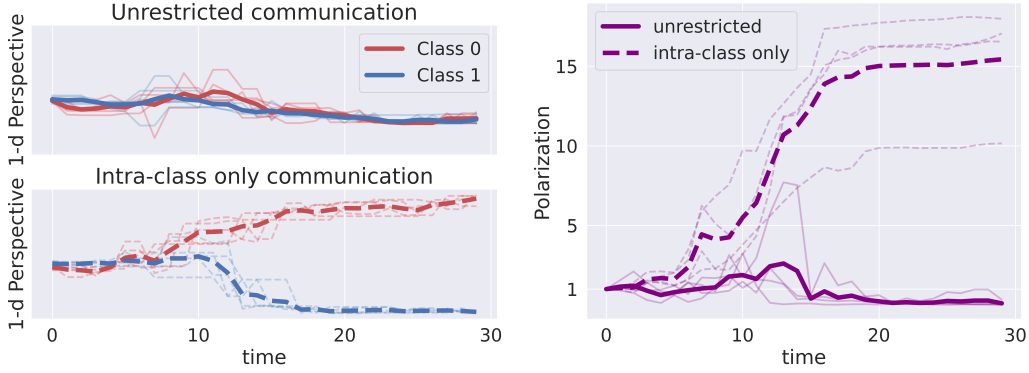 Unrestricted communication
1-d Perspective
Class 0
Class 1
Intra-class only communication
1-d Perspective
0
10
20
30
time
unrestricted
intra-class only
Polarization
15
10
5
1
0
10
20
30
time